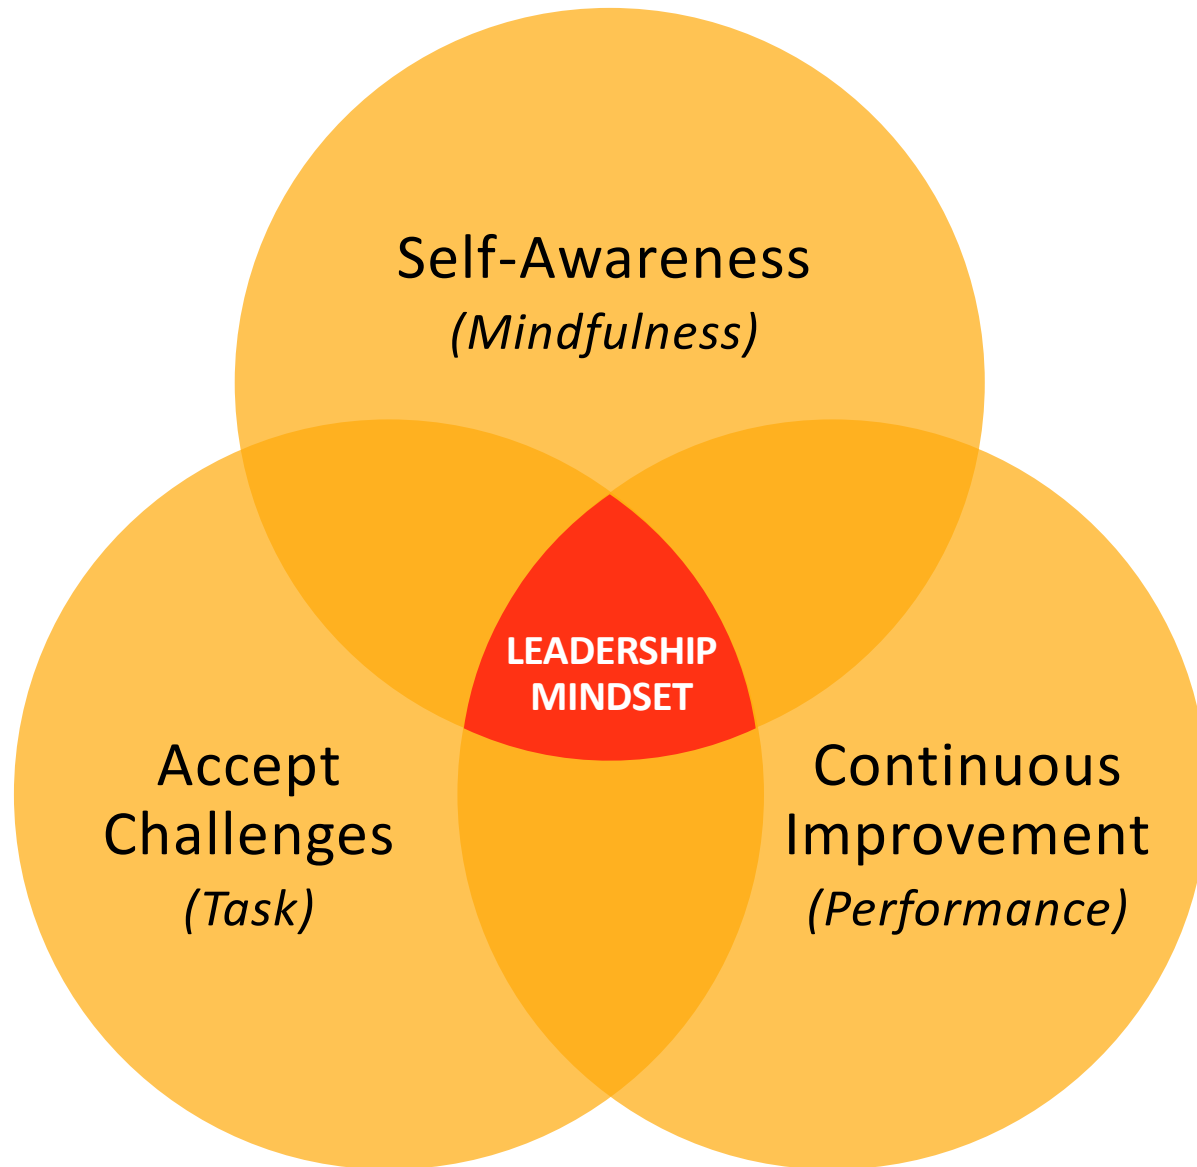 Self-Awareness
(Mindfulness)
LEADERSHIP
MINDSET
Accept
Challenges
(Task)
Continuous
Improvement
(Performance)